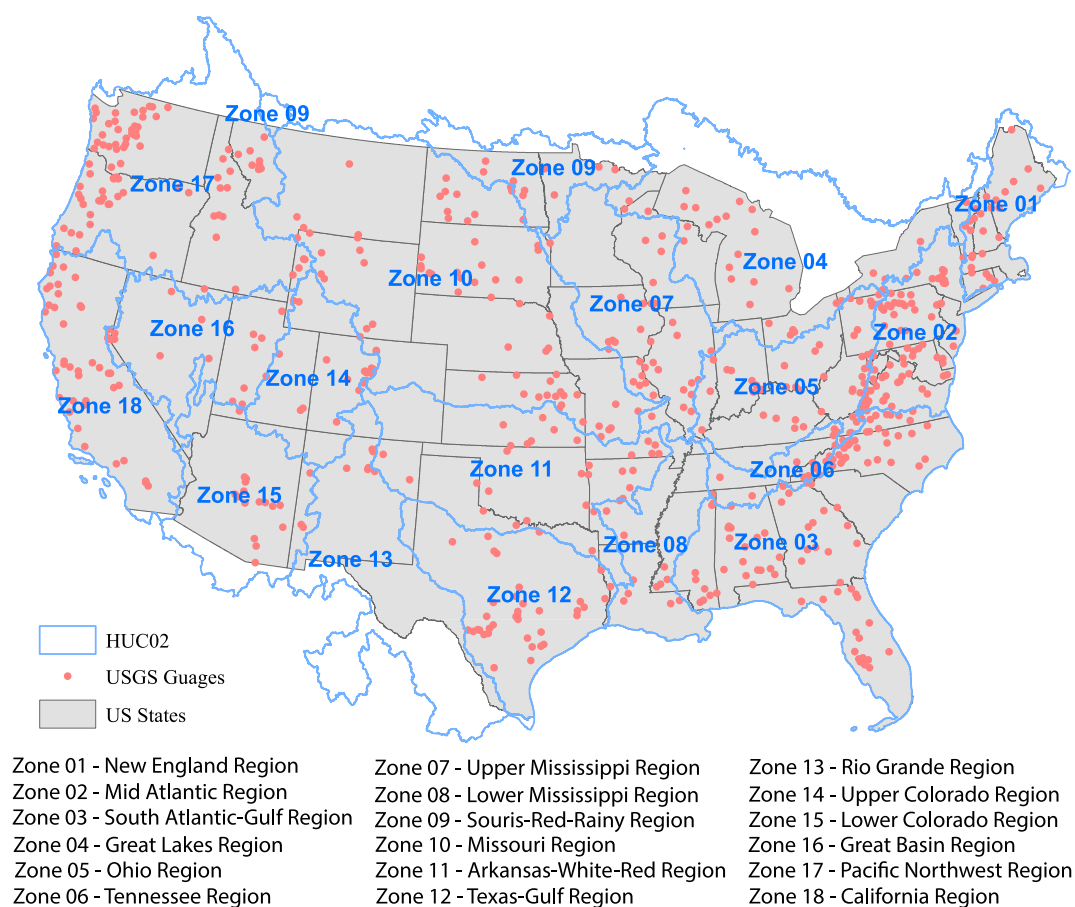 Zone 09
Zone 09
Zone 17
Zone 01
Zone 10
Zone 04
Zone 07
Zone 16
Zone 02
Zone 14
Zone 05
Zone 18
Zone 11
Zone 06
Zone 15
Zone 03
Zone 08
Zone 13
Zone 12
HUC02
USGS Guages
US States
Zone 01 - New England Region
Zone 02 - Mid Atlantic Region
Zone 03 - South Atlantic-Gulf Region
Zone 04 - Great Lakes Region
Zone 05 - Ohio Region
Zone 06 - Tennessee Region
Zone 07 - Upper Mississippi Region
Zone 08 - Lower Mississippi Region
Zone 09 - Souris-Red-Rainy Region
Zone 10 - Missouri Region
Zone 11 - Arkansas-White-Red Region
Zone 12 - Texas-Gulf Region
Zone 13 - Rio Grande Region
Zone 14 - Upper Colorado Region
Zone 15 - Lower Colorado Region
Zone 16 - Great Basin Region
Zone 17 - Pacific Northwest Region
Zone 18 - California Region